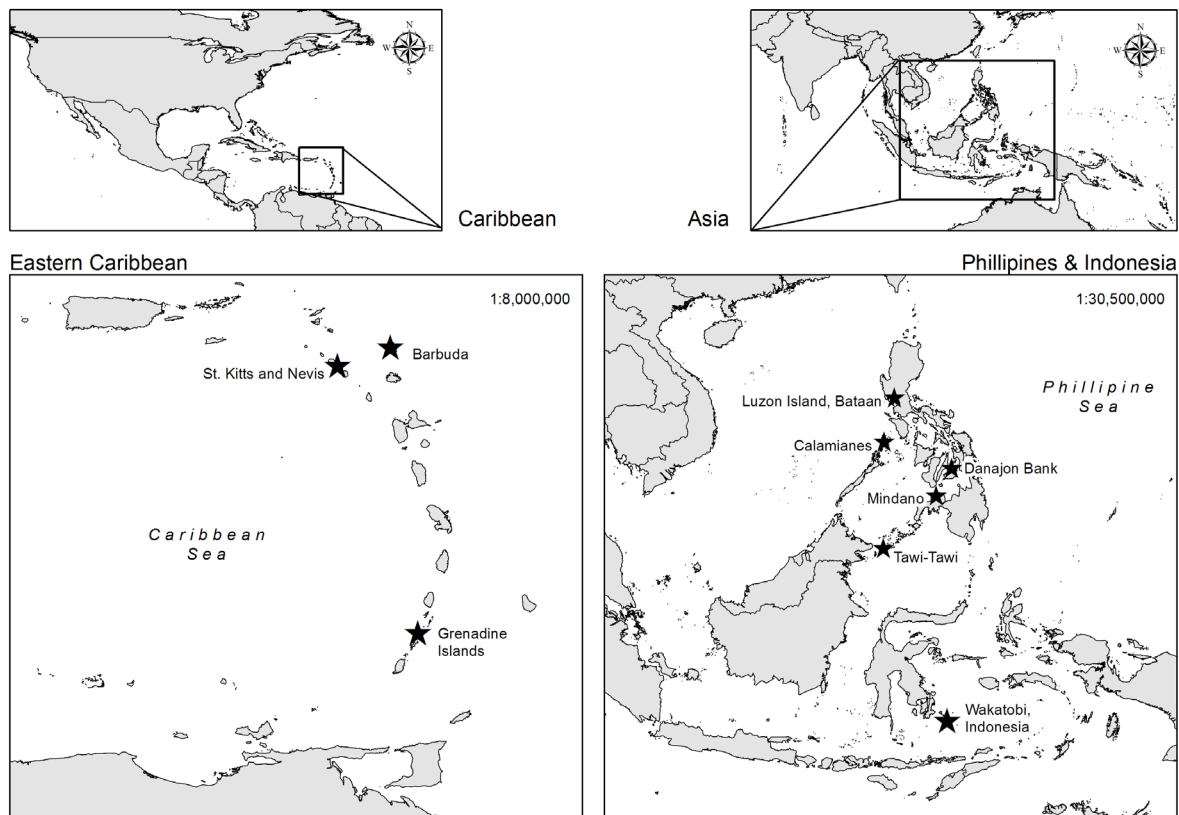 N
W E
S
N
W E
S
Caribbean
Asia
Eastern Caribbean
Phillipines & Indonesia
1:8,000,000
Barbuda
St. Kitts and Nevis
Caribbean
Sea
Grenadine
Islands
1:30,500,000
Phillipine
Sea
Luzon Island, Bataan
Calamianes
Danajon Bank
Mindano
Tawi-Tawi
Wakatobi,
Indonesia